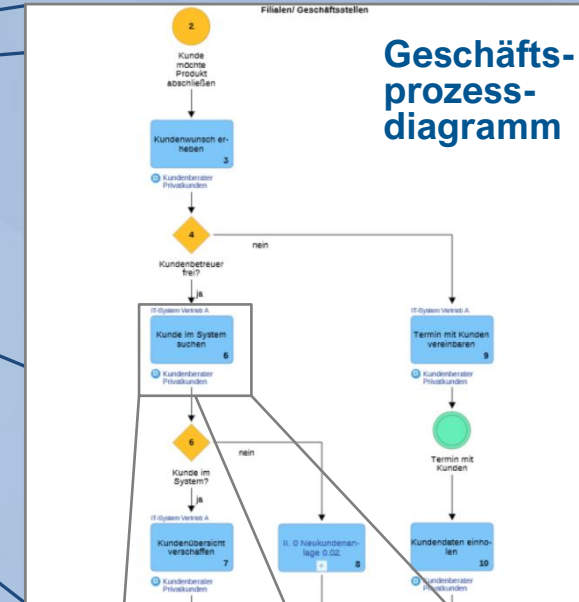 Filialen/ Geschäftsstellen
Geschäfts-
prozess-
diagramm
2
Kunde
möchte
Produkt
abschließen
Kundenwunsch er-
heben
3
D Kundenberater
Privatkunden
4
nein
Kundenbetreuer
frei?
ja
IT-System Vertrieb A
Kunde im System
suchen
6
D Kundenberater
Privatkunden
IT-System Vertrieb A
Termin mit Kunden
vereinbaren
9
D Kundenberater
Privatkunden
6
nein
Kunde im
System?
ja
Termin mit
Kunden
IT-System Vertrieb A
Kundenübersicht
verschaffen
7
D Kundenberater
Privatkunden
II. 0 Neukundenan-
lage 0.02
+
8
Kundendaten einho-
len
10
D Kundenberater
Privatkunden